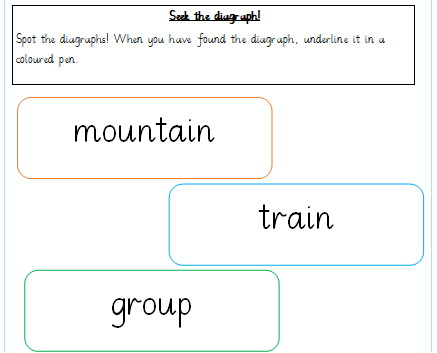 Seek the diagraph!
Spot the diagraphs! When you have found the diagraph, underline it in a
coloured pen.
mountain
train
group